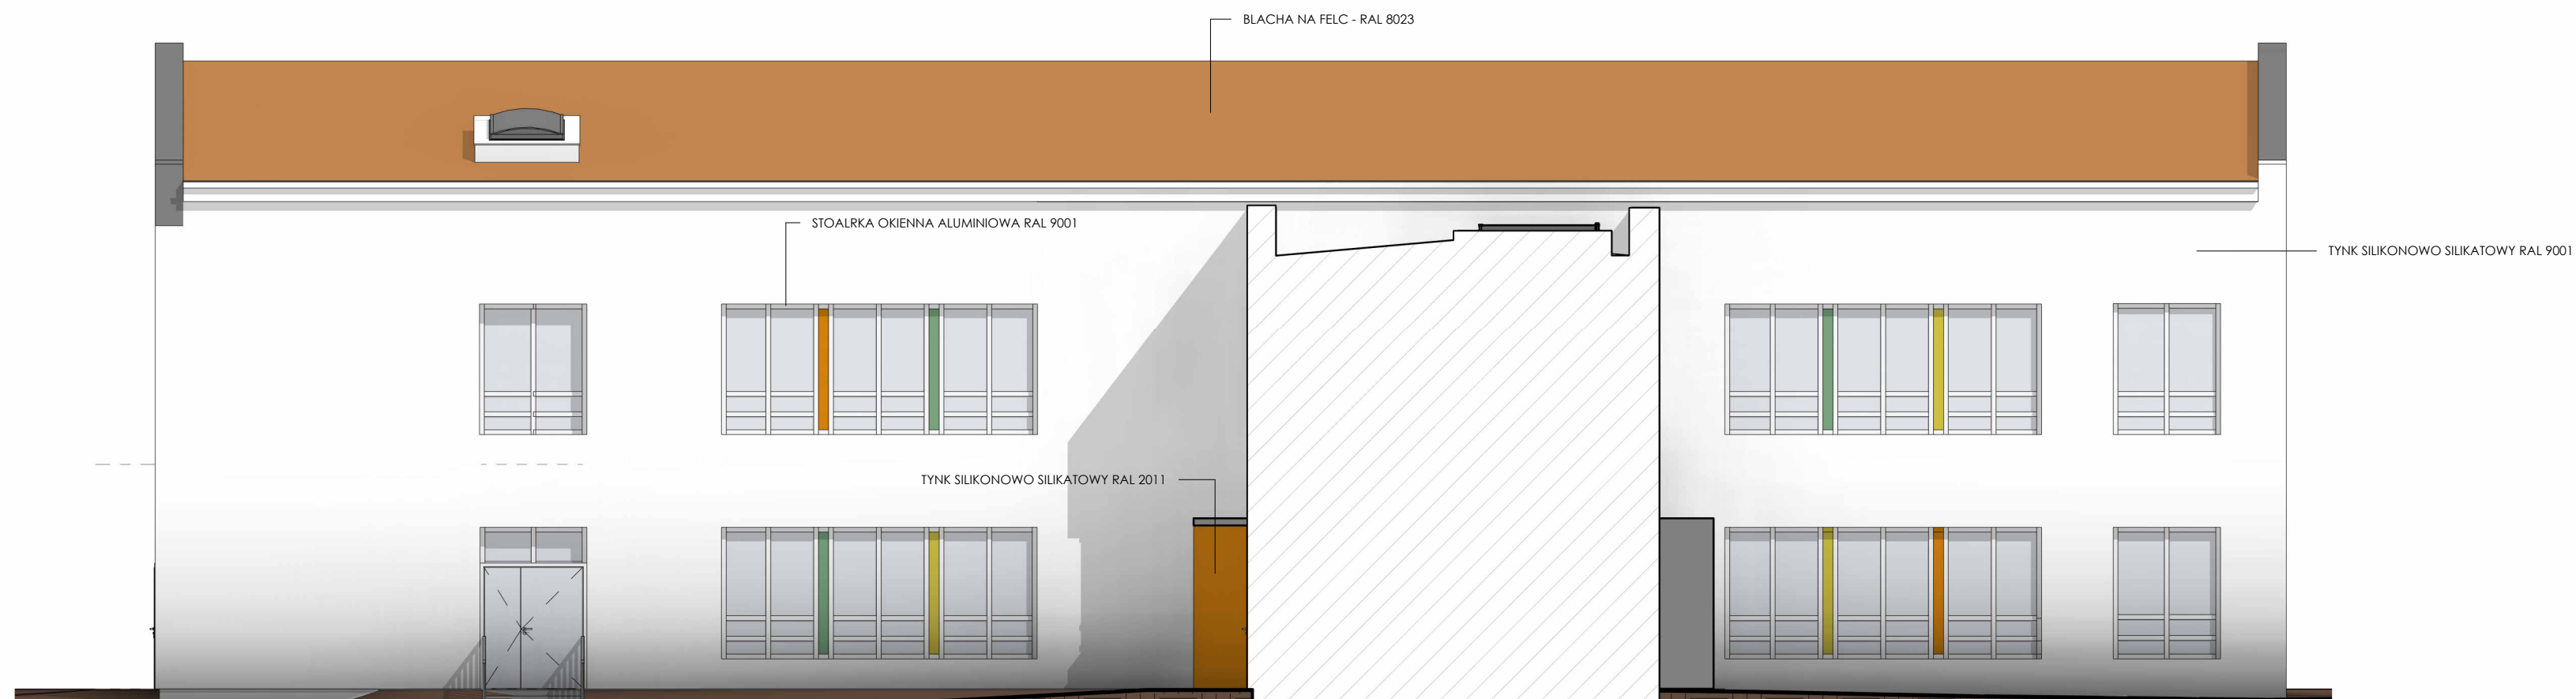 BLACHA NA FELC - RAL 8023
STOALRKA OKIENNA ALUMINIOWA RAL 9001
TYNK SILIKONOWO SILIKATOWY RAL 9001
TYNK SILIKONOWO SILIKATOWY RAL 2011